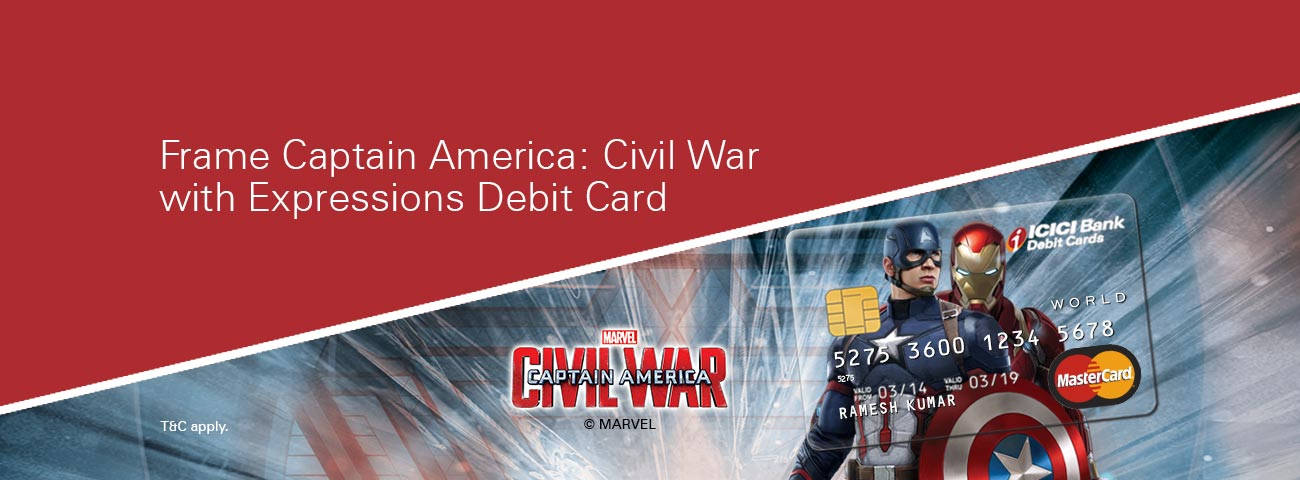 Frame Captain America: Civil War
with Expressions Debit Card
ICICI Bank
Debit Cards
WORLD
5275 3600 1234 5678
5275
VALID FROM 03/14 VALID THRU 03/19
RAMESH KUMAR
MasterCard
MARVEL
CIVIL WAR
CAPTAIN AMERICA
© MARVEL
T&C apply.